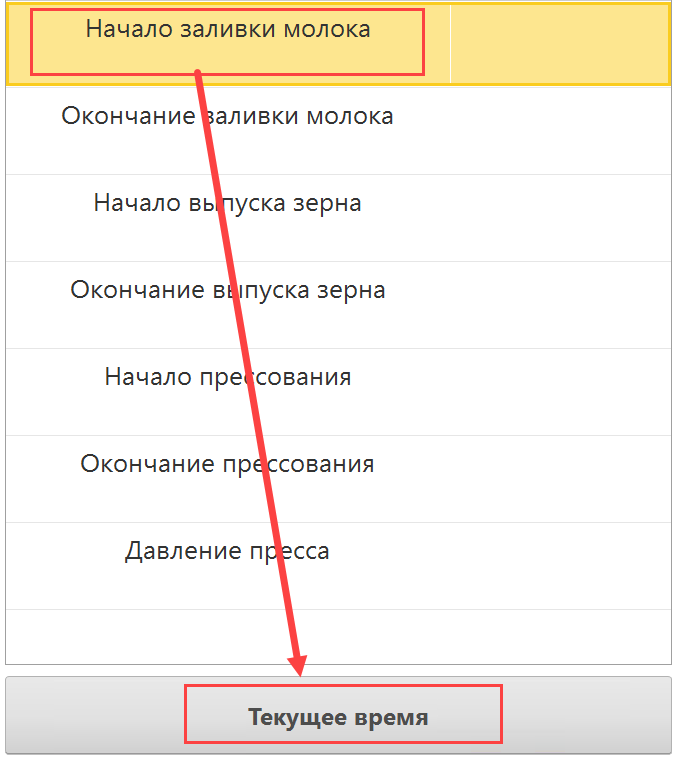 Начало заливки молока
Окончание заливки молока
Начало выпуска зерна
Окончание выпуска зерна
Начало прессования
Окончание прессования
Давление пресса
Текущее время